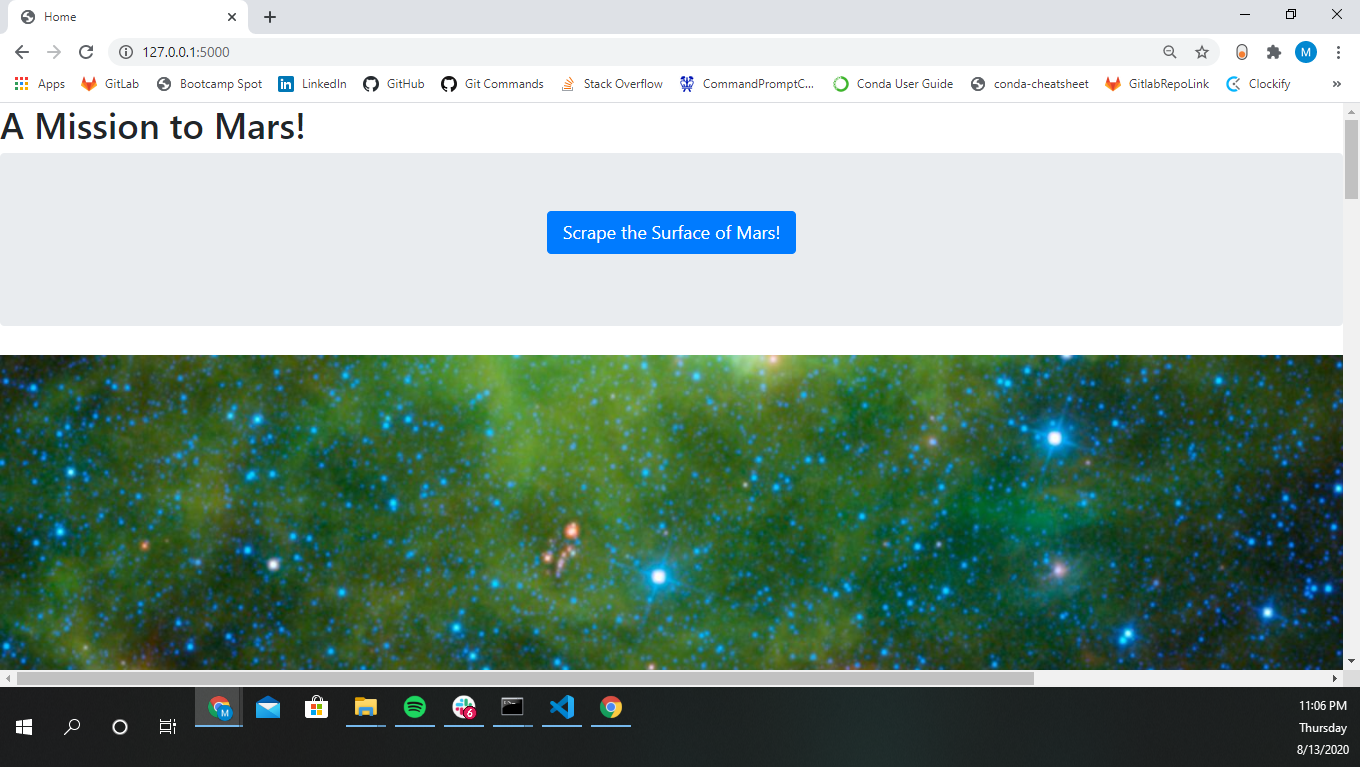 Home
127.0.0.1:5000
M
Apps GitLab Bootcamp Spot LinkedIn GitHub Git Commands Stack Overflow CommandPromptC... Conda User Guide conda-cheatsheet GitlabRepoLink Clockify »
A Mission to Mars!
Scrape the Surface of Mars!
M
6
11:06 PM
Thursday
8/13/2020